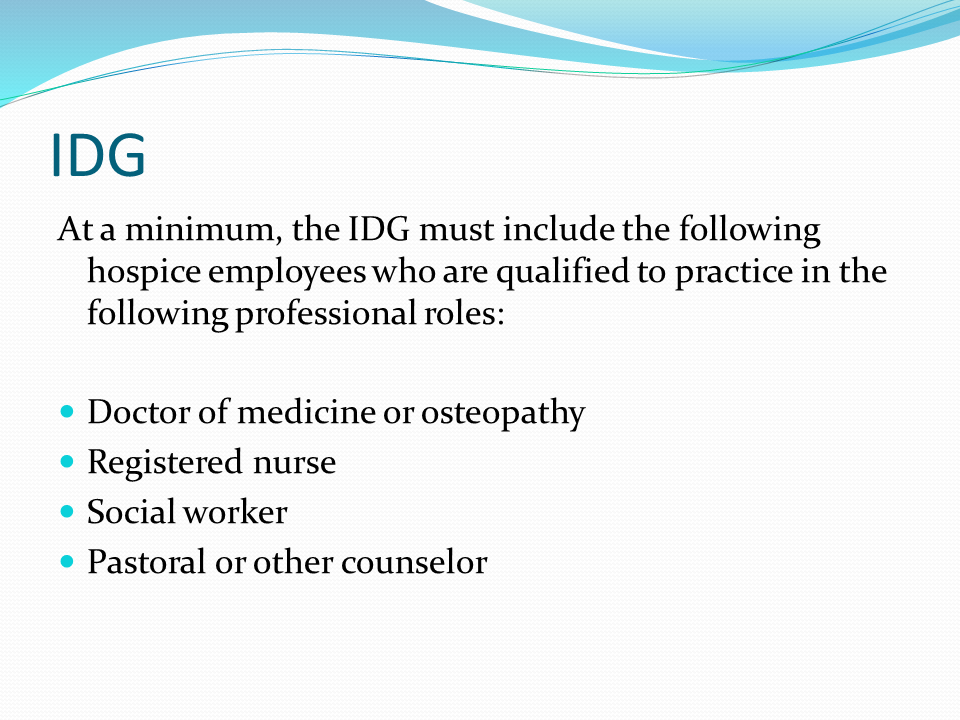 IDG
At a minimum, the IDG must include the following
hospice employees who are qualified to practice in the
following professional roles:
Doctor of medicine or osteopathy
Registered nurse
Social worker
Pastoral or other counselor